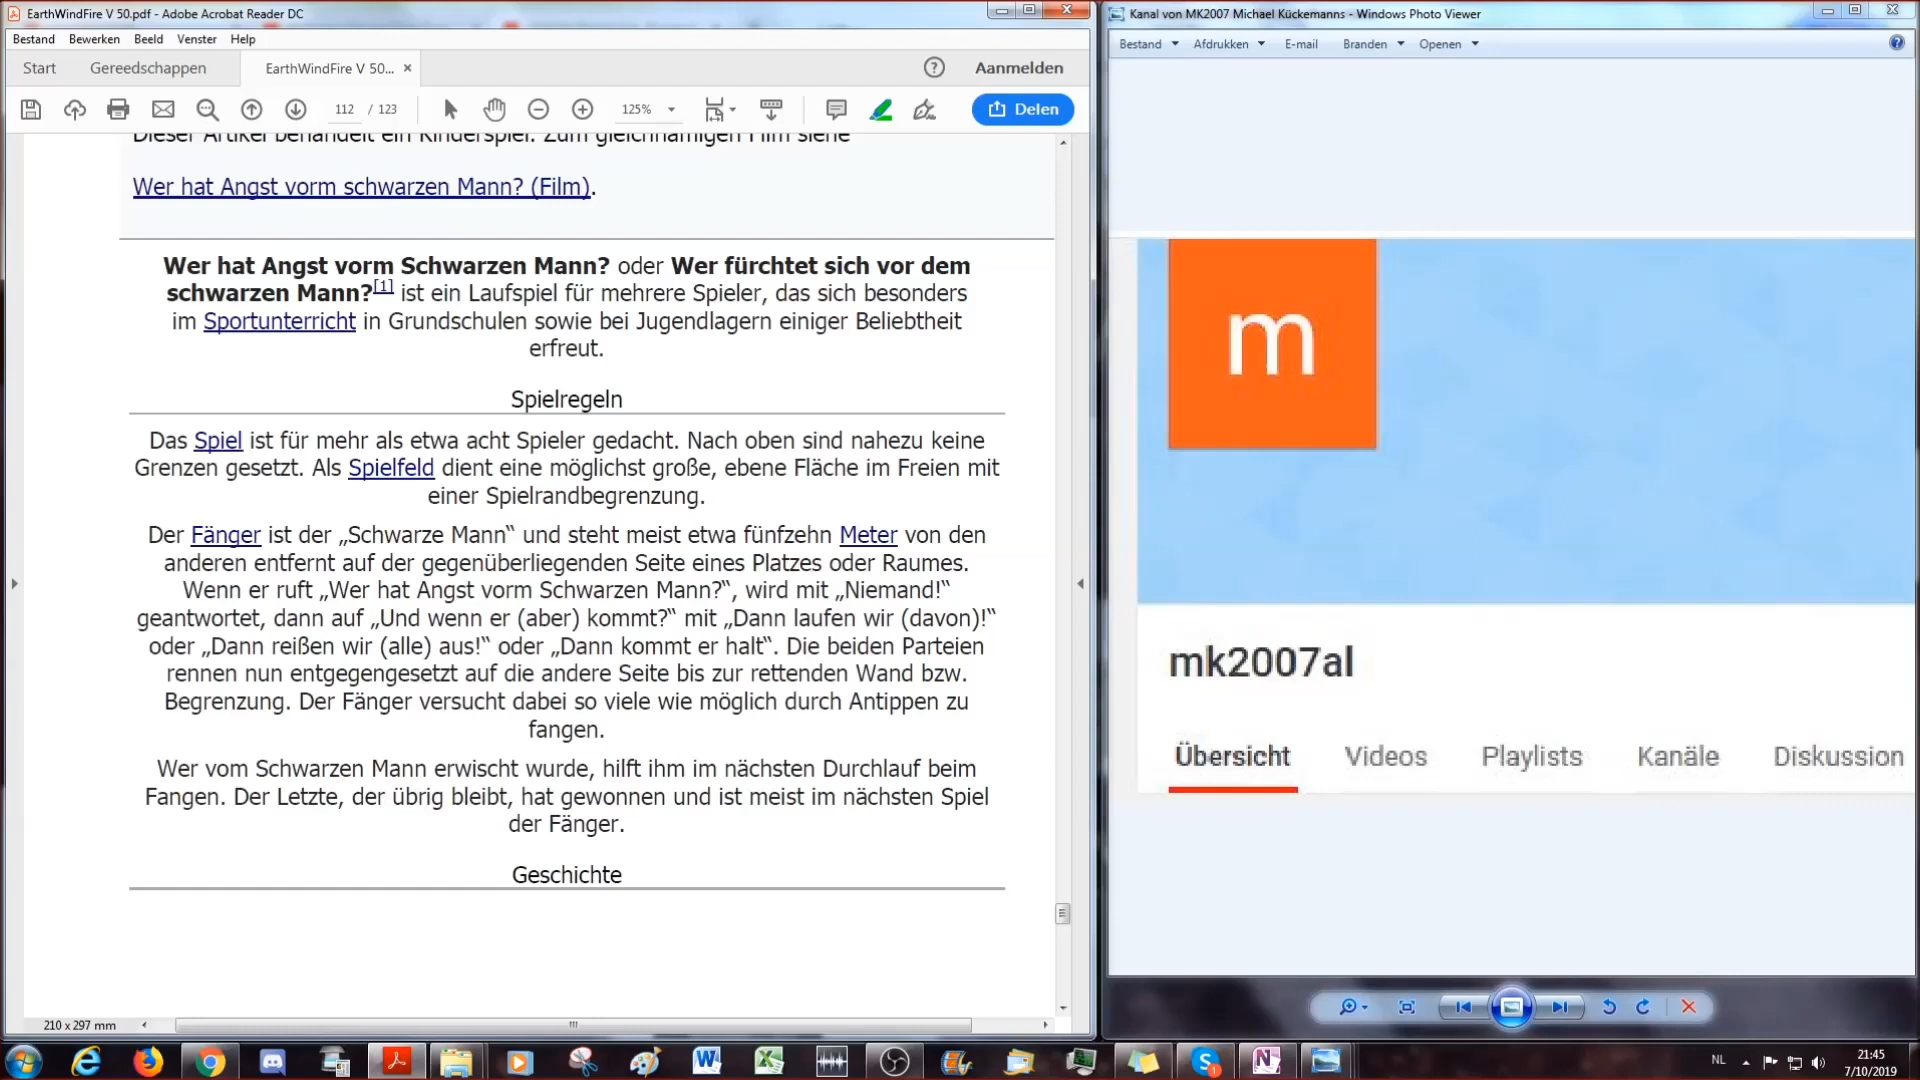 EarthWindFire V 50.pdf - Adobe Acrobat Reader DC
Bestand Bewerken Beeld Venster Help
Start Gereedschappen EarthWindFire V 50... × Aanmelden
112 / 123 125% Delen
Dieser Artikel behandelt ein Kinderspiel. Zum gleichnamigen Film siehe
Wer hat Angst vorm schwarzen Mann? (Film).
Wer hat Angst vorm Schwarzen Mann? oder Wer fürchtet sich vor dem
schwarzen Mann?[1] ist ein Laufspiel für mehrere Spieler, das sich besonders
im Sportunterricht in Grundschulen sowie bei Jugendlagern einiger Beliebtheit
erfreut.
Spielregeln
Das Spiel ist für mehr als etwa acht Spieler gedacht. Nach oben sind nahezu keine
Grenzen gesetzt. Als Spielfeld dient eine möglichst große, ebene Fläche im Freien mit
einer Spielrandbegrenzung.
Der Fänger ist der „Schwarze Mann“ und steht meist etwa fünfzehn Meter von den
anderen entfernt auf der gegenüberliegenden Seite eines Platzes oder Raumes.
Wenn er ruft „Wer hat Angst vorm Schwarzen Mann?“, wird mit „Niemand!“
geantwortet, dann auf „Und wenn er (aber) kommt?“ mit „Dann laufen wir (davon)!“
oder „Dann reißen wir (alle) aus!“ oder „Dann kommt er halt“. Die beiden Parteien
rennen nun entgegengesetzt auf die andere Seite bis zur rettenden Wand bzw.
Begrenzung. Der Fänger versucht dabei so viele wie möglich durch Antippen zu
fangen.
Wer vom Schwarzen Mann erwischt wurde, hilft ihm im nächsten Durchlauf beim
Fangen. Der Letzte, der übrig bleibt, hat gewonnen und ist meist im nächsten Spiel
der Fänger.
Geschichte
210 x 297 mm
Kanal von MK2007 Michael Kückemanns - Windows Photo Viewer
Bestand Afdrukken E-mail Branden Openen
m
mk2007al
Übersicht Videos Playlists Kanäle Diskussion
NL
21:45
7/10/2019